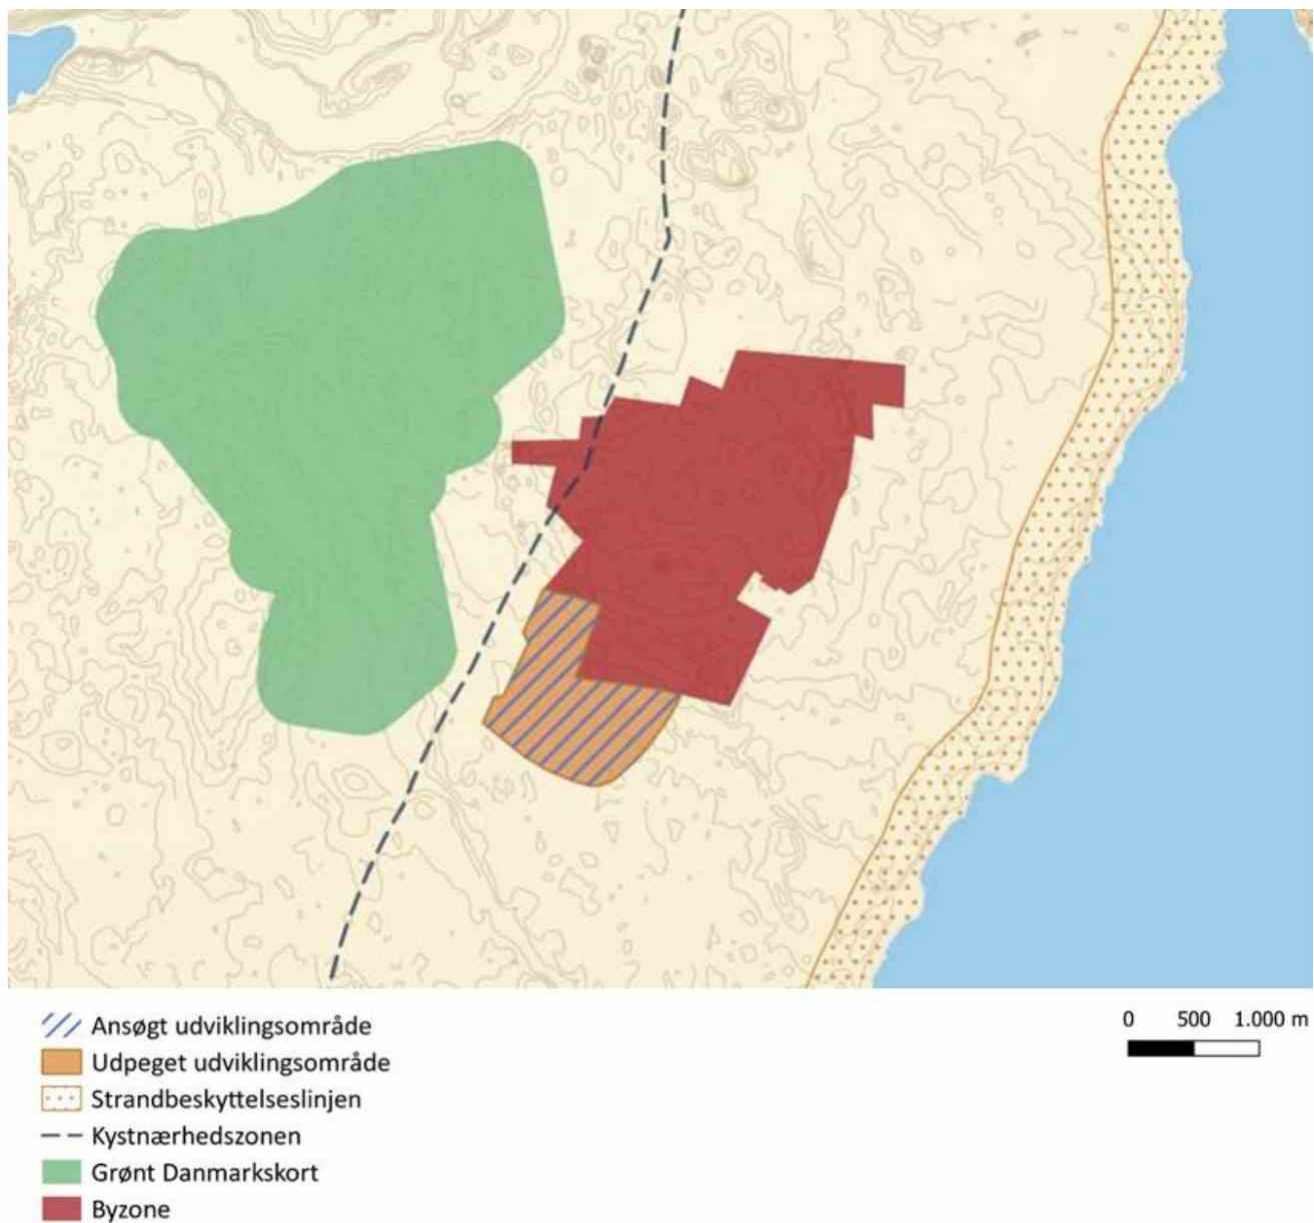 Ansøgt udviklingsområde
Udpeget udviklingsområde
Strandbeskyttelseslinjen
Kystnærhedszonen
Grønt Danmarkskort
Byzone
0 500 1.000 m